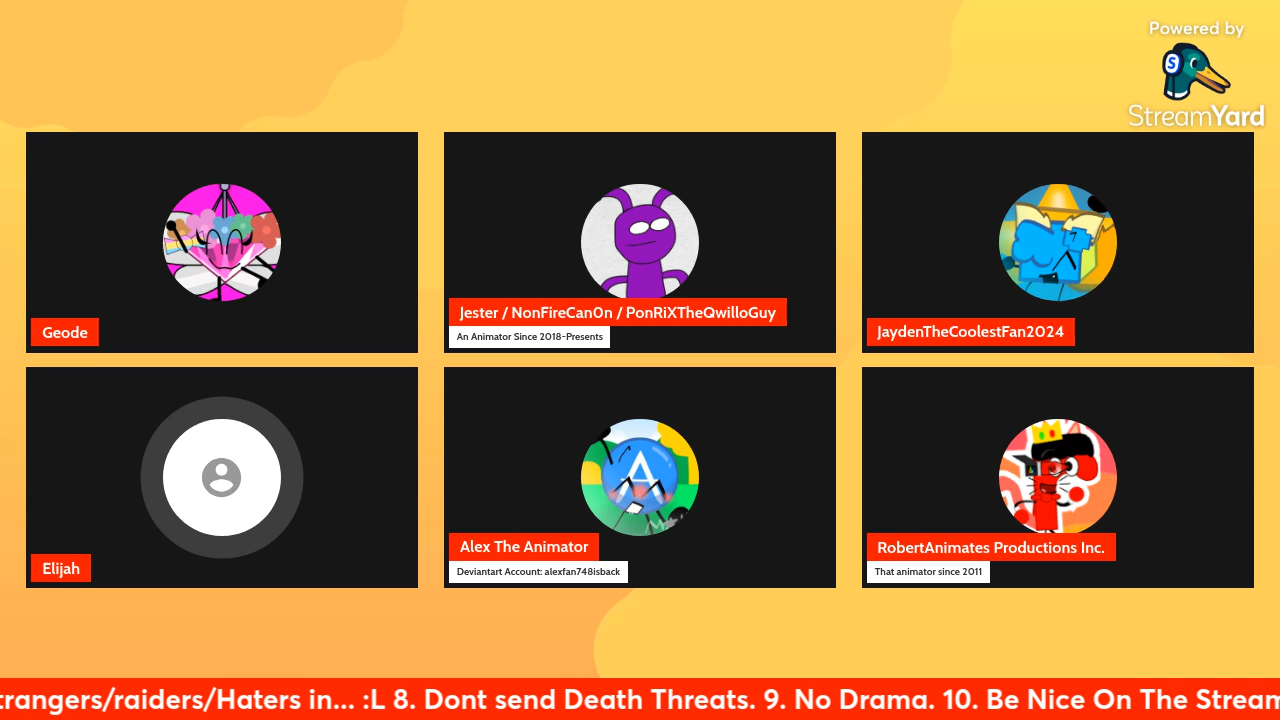 Powered by
StreamYard
Geode
Jester / NonFireCan0n / PonRiXTheQwilloGuy
An Animator Since 2018-Presents
JaydenTheCoolestFan2024
Elijah
Alex The Animator
Deviantart Account: alexfan748isback
RobertAnimates Productions Inc.
That animator since 2011
trangers/raiders/Haters in... :L 8. Dont send Death Threats. 9. No Drama. 10. Be Nice On The Stream